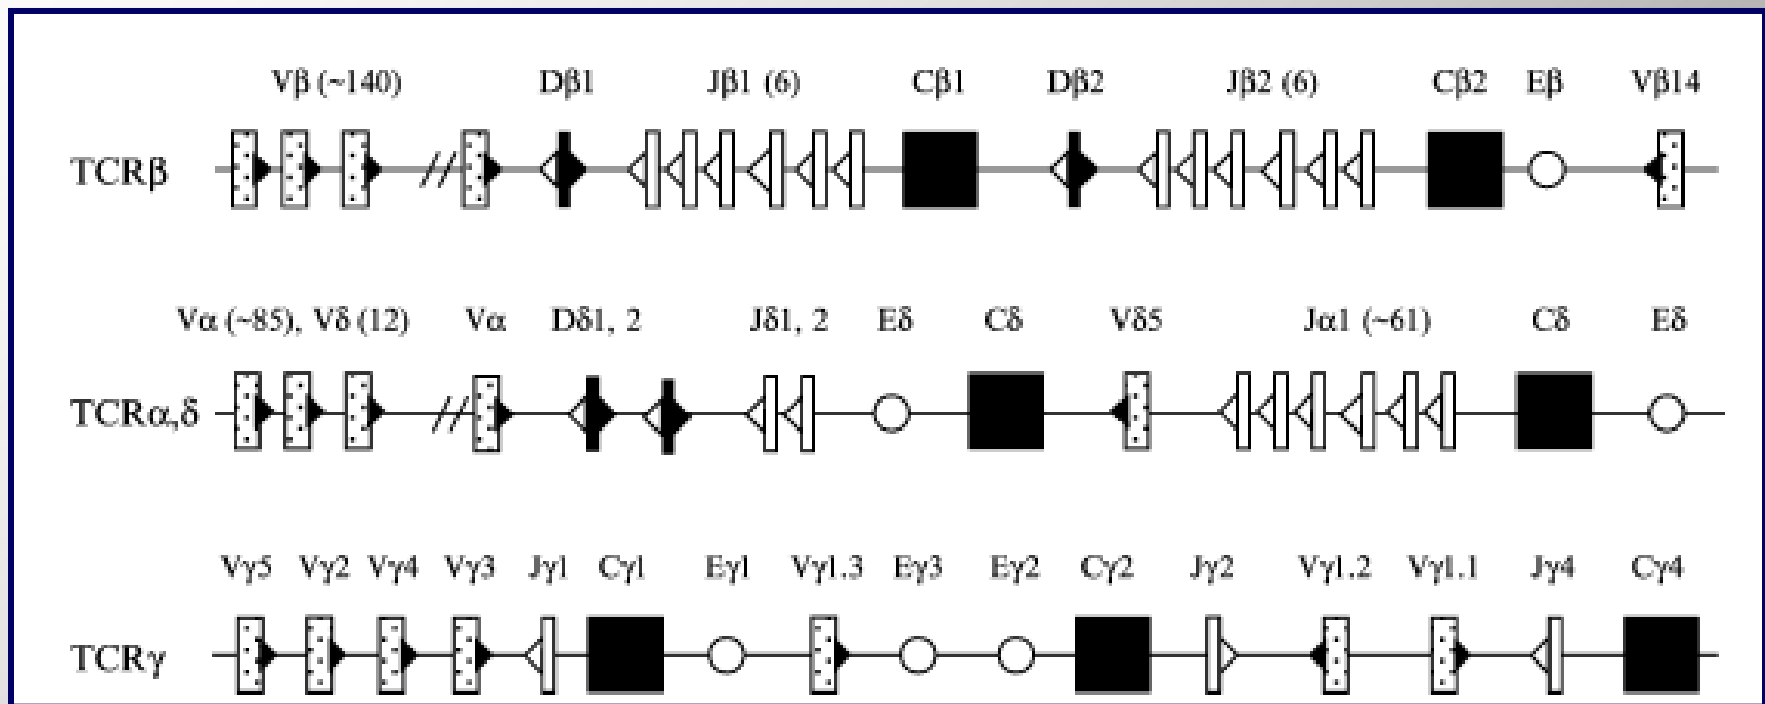 Vβ (~140) Dβ1 Jβ1 (6) Cβ1 Dβ2 Jβ2 (6) Cβ2 Eβ Vβ14
TCRβ
Vα (~85), Vδ (12) Vα Dδ1, 2 Jδ1, 2 Eδ Cδ Vδ5 Jα1 (~61) Cδ Eδ
TCRα,δ
Vγ5 Vγ2 Vγ4 Vγ3 Jγ1 Cγ1 Eγ1 Vγ1.3 Eγ3 Eγ2 Cγ2 Jγ2 Vγ1.2 Vγ1.1 Jγ4 Cγ4
TCRγ